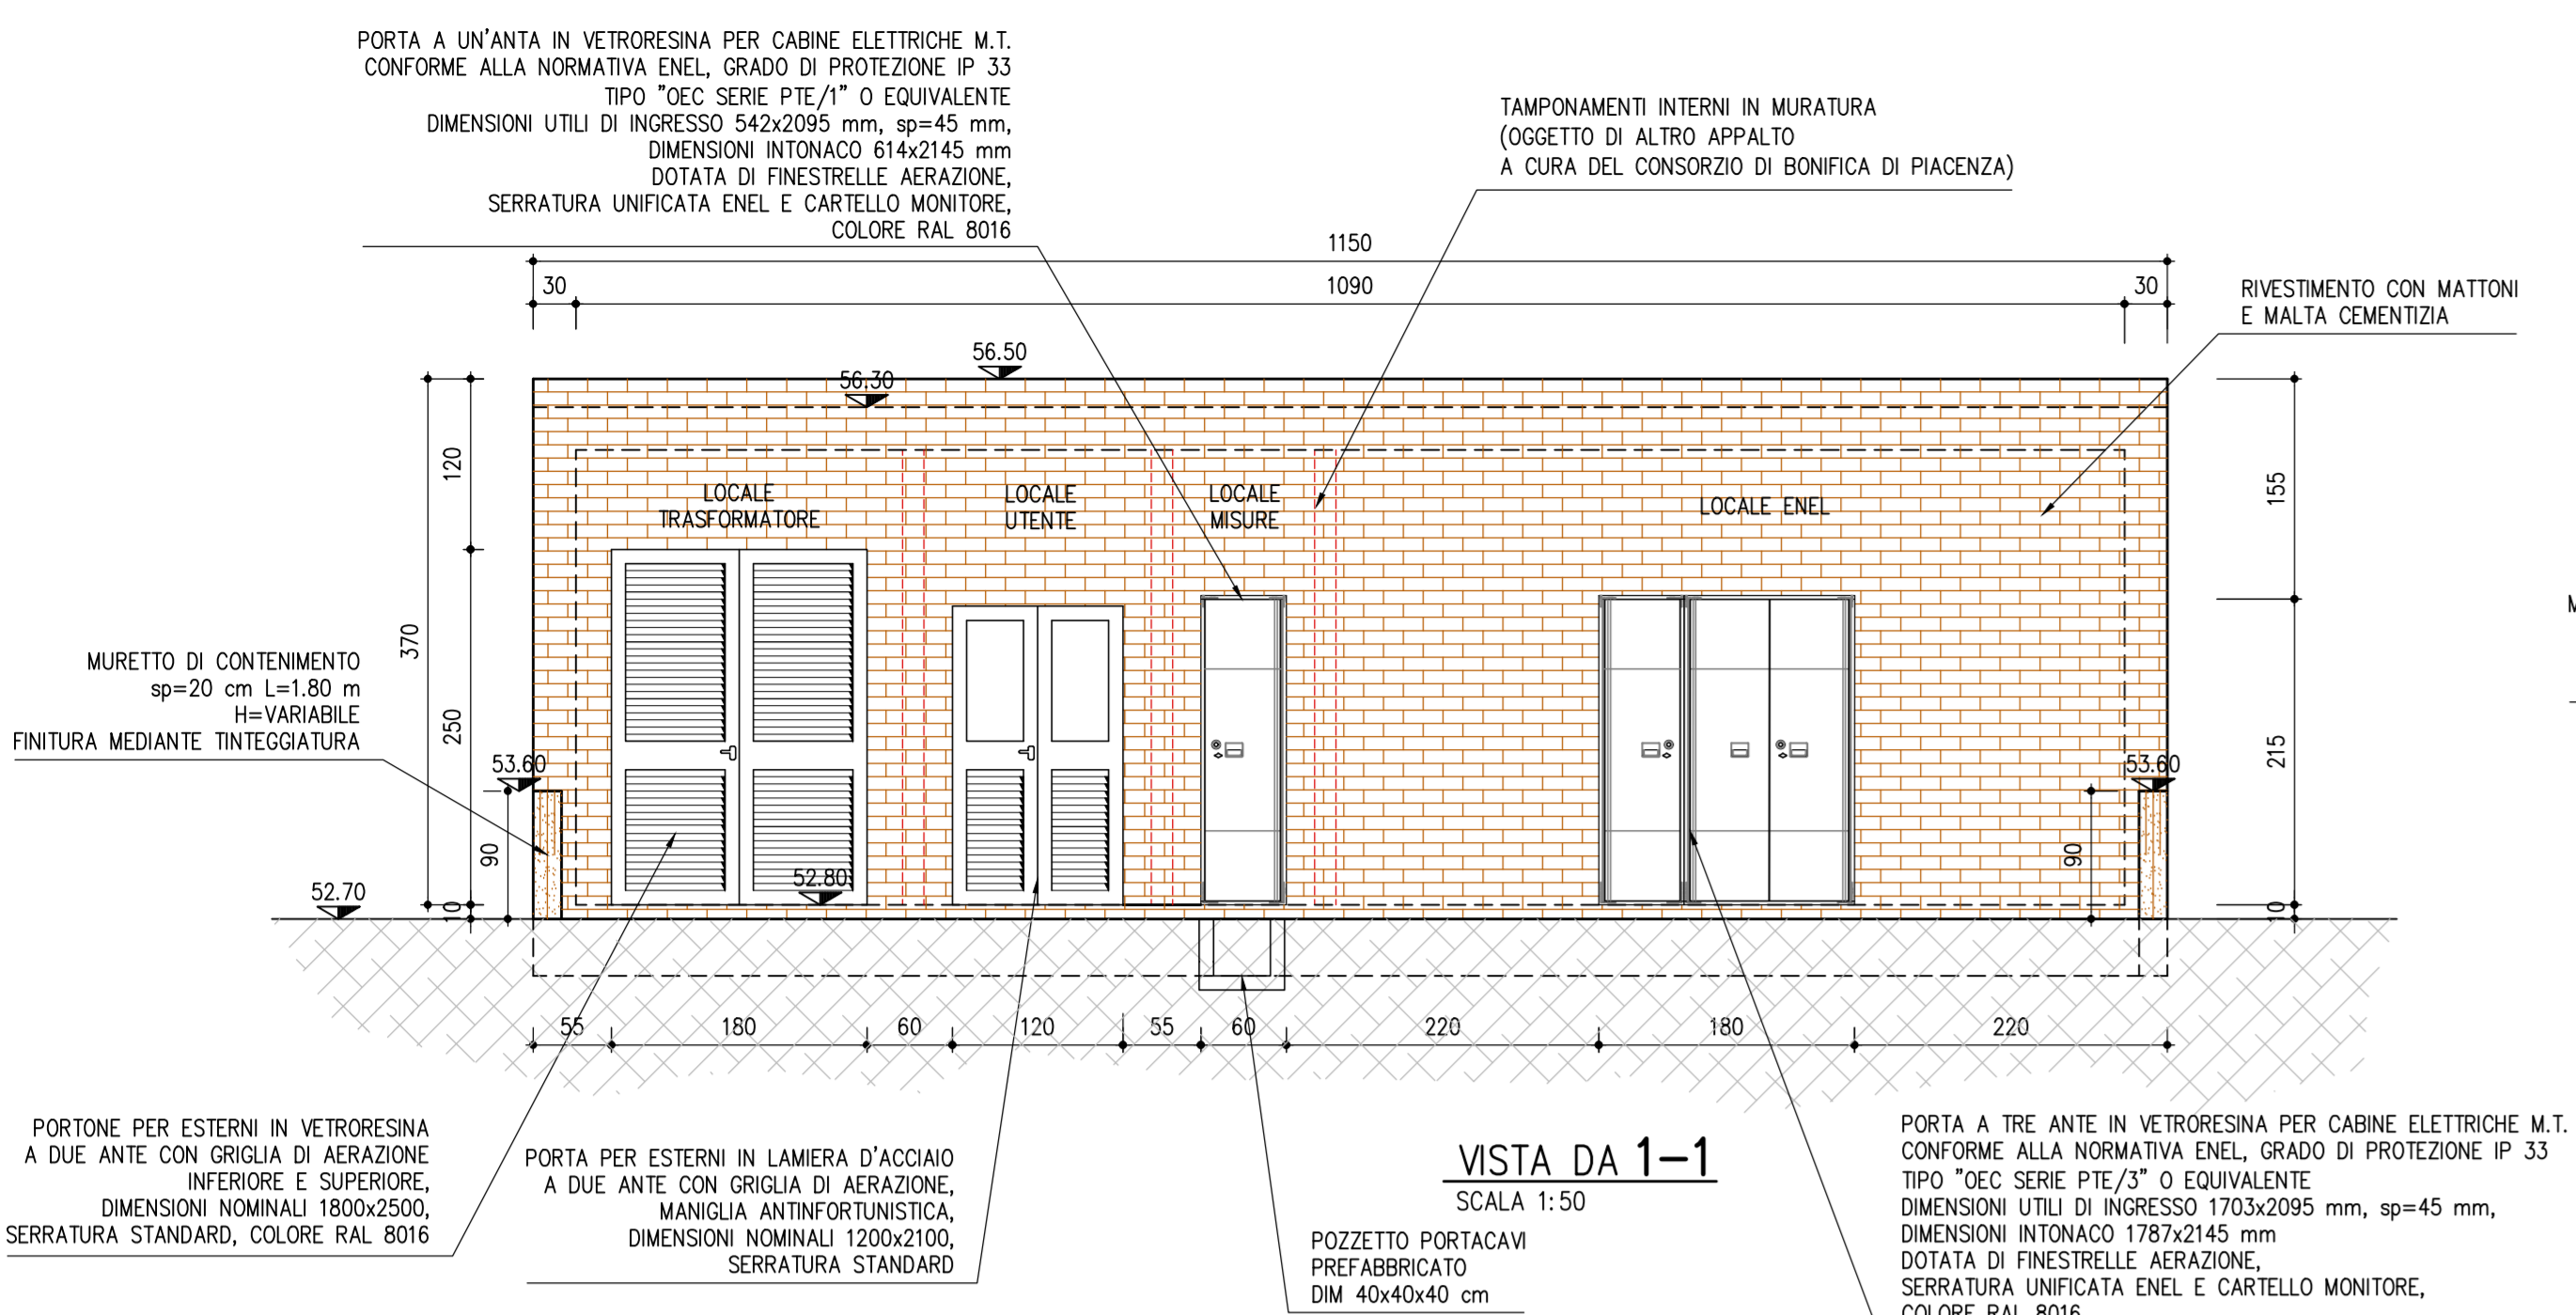 PORTA A UN'ANTA IN VETRORESINA PER CABINE ELETTRICHE M.T.
CONFORME ALLA NORMATIVA ENEL, GRADO DI PROTEZIONE IP 33
TIPO "OEC SERIE PTE/1" O EQUIVALENTE
DIMENSIONI UTILI DI INGRESSO 542x2095 mm, sp=45 mm,
DIMENSIONI INTONACO 614x2145 mm
DOTATA DI FINESTRELLE AERAZIONE,
SERRATURA UNIFICATA ENEL E CARTELLO MONITORE,
COLORE RAL 8016
TAMPONAMENTI INTERNI IN MURATURA
(OGGETTO DI ALTRO APPALTO
A CURA DEL CONSORZIO DI BONIFICA DI PIACENZA)
1150
30
1090
30
RIVESTIMENTO CON MATTONI
E MALTA CEMENTIZIA
56.50
56.30
120
155
LOCALE
TRASFORMATORE
LOCALE
UTENTE
LOCALE
MISURE
LOCALE ENEL
370
250
215
MURETTO DI CONTENIMENTO
sp=20 cm L=1.80 m
H=VARIABILE
FINITURA MEDIANTE TINTEGGIATURA
53.60
53.60
90
90
52.70
52.80
10
10
55
180
60
120
55
60
220
180
220
PORTONE PER ESTERNI IN VETRORESINA
A DUE ANTE CON GRIGLIA DI AERAZIONE
INFERIORE E SUPERIORE,
DIMENSIONI NOMINALI 1800x2500,
SERRATURA STANDARD, COLORE RAL 8016
PORTA PER ESTERNI IN LAMIERA D'ACCIAIO
A DUE ANTE CON GRIGLIA DI AERAZIONE,
MANIGLIA ANTINFORTUNISTICA,
DIMENSIONI NOMINALI 1200x2100,
SERRATURA STANDARD
VISTA DA 1-1
SCALA 1:50
POZZETTO PORTACAVI
PREFABBRICATO
DIM 40x40x40 cm
PORTA A TRE ANTE IN VETRORESINA PER CABINE ELETTRICHE M.T.
CONFORME ALLA NORMATIVA ENEL, GRADO DI PROTEZIONE IP 33
TIPO "OEC SERIE PTE/3" O EQUIVALENTE
DIMENSIONI UTILI DI INGRESSO 1703x2095 mm, sp=45 mm,
DIMENSIONI INTONACO 1787x2145 mm
DOTATA DI FINESTRELLE AERAZIONE,
SERRATURA UNIFICATA ENEL E CARTELLO MONITORE,
COLORE RAL 8016